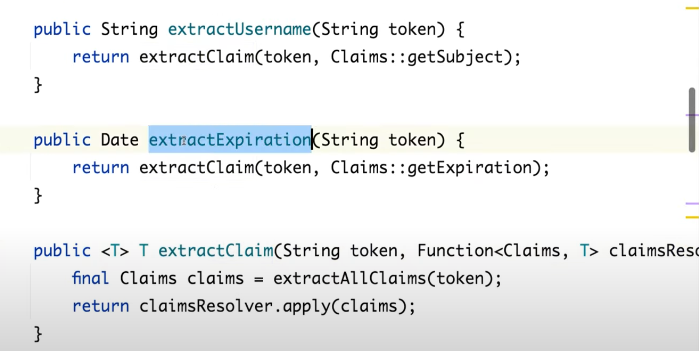 public String extractUsername(String token) {
return extractClaim(token, Claims::getSubject);
}
public Date extractExpiration(String token) {
return extractClaim(token, Claims::getExpiration);
}
public <T> T extractClaim(String token, Function<Claims, T> claimsReso
final Claims claims = extractAllClaims(token);
return claimsResolver.apply(claims);
}